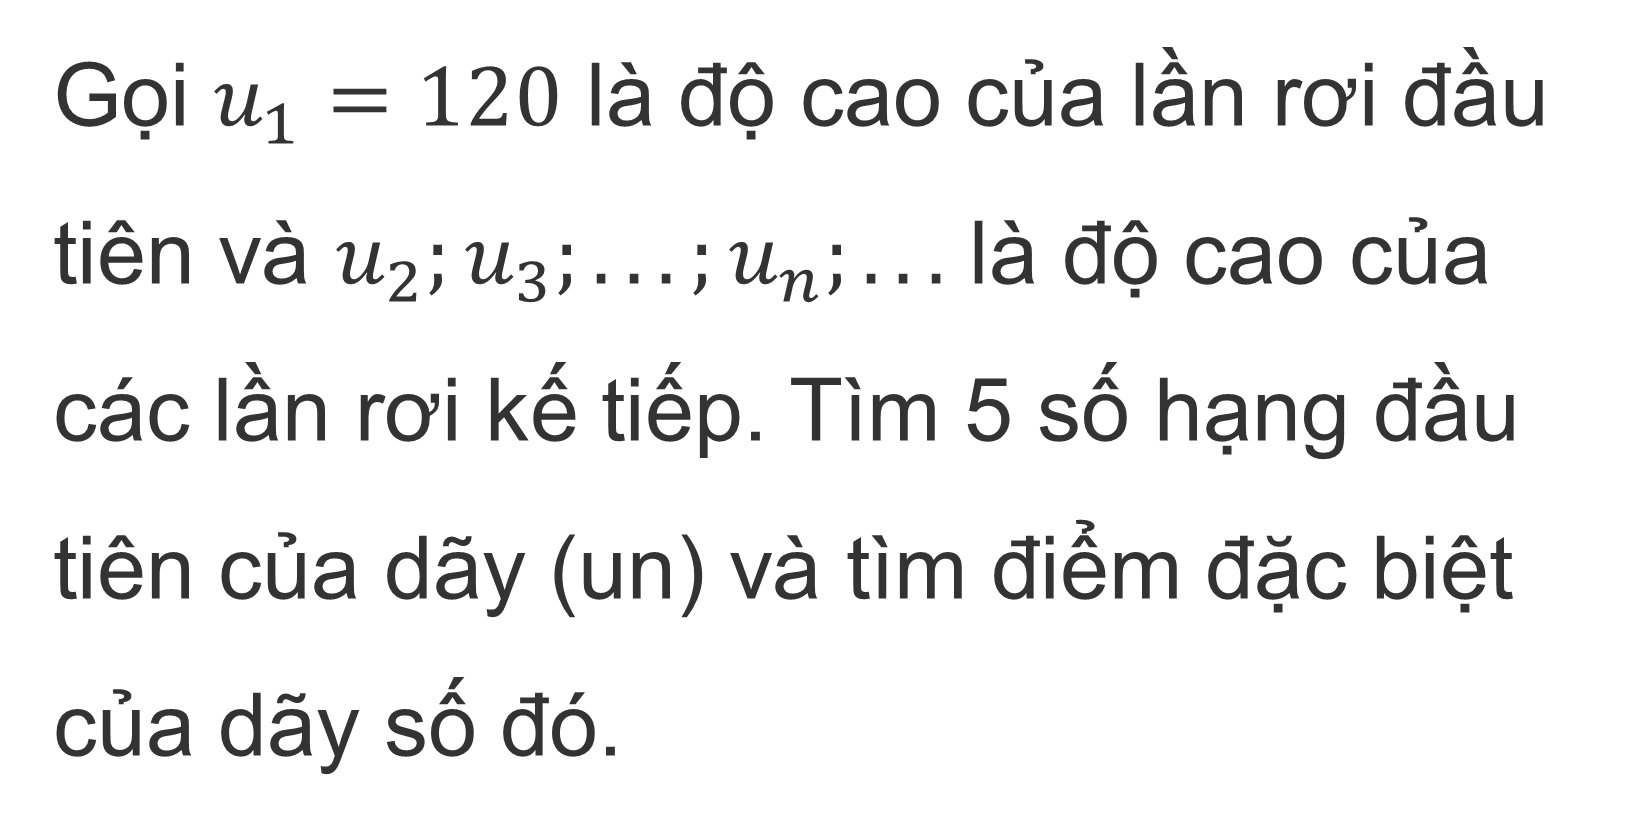 Gọi u₁ = 120 là độ cao của lần rơi đầu
tiên và u₂; u₃; . . . ; uₙ; . . . là độ cao của
các lần rơi kế tiếp. Tìm 5 số hạng đầu
tiên của dãy (un) và tìm điểm đặc biệt
của dãy số đó.